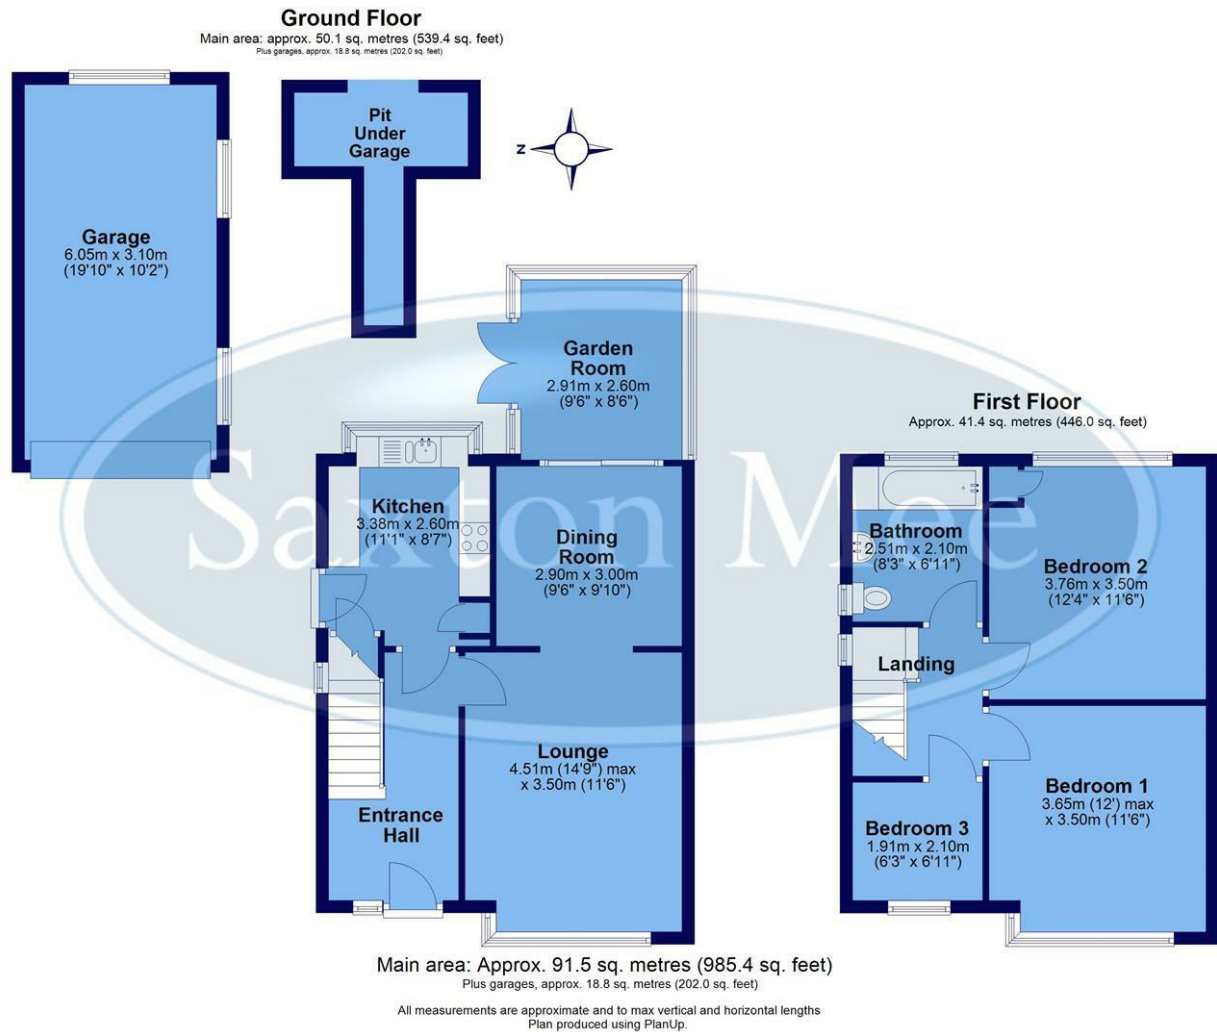 Ground Floor
Main area: approx. 50.1 sq. metres (539.4 sq. feet)
Plus garages, approx. 18.8 sq. metres (202.0 sq. feet)
Pit
Under
Garage
z
Garage
6.05m x 3.10m
(19'10" x 10'2")
Garden
Room
2.91m x 2.60m
(9'6" x 8'6")
First Floor
Approx. 41.4 sq. metres (446.0 sq. feet)
Saxton Mee
Kitchen
3.38m x 2.60m
(11'1" x 8'7")
Dining
Room
2.90m x 3.00m
(9'6" x 9'10")
Bathroom
2.51m x 2.10m
(8'3" x 6'11")
Bedroom 2
3.76m x 3.50m
(12'4" x 11'6")
Landing
Lounge
4.51m (14'9") max
x 3.50m (11'6")
Entrance
Hall
Bedroom 1
3.65m (12') max
x 3.50m (11'6")
Bedroom 3
1.91m x 2.10m
(6'3" x 6'11")
Main area: Approx. 91.5 sq. metres (985.4 sq. feet)
Plus garages, approx. 18.8 sq. metres (202.0 sq. feet)
All measurements are approximate and to max vertical and horizontal lengths
Plan produced using PlanUp.